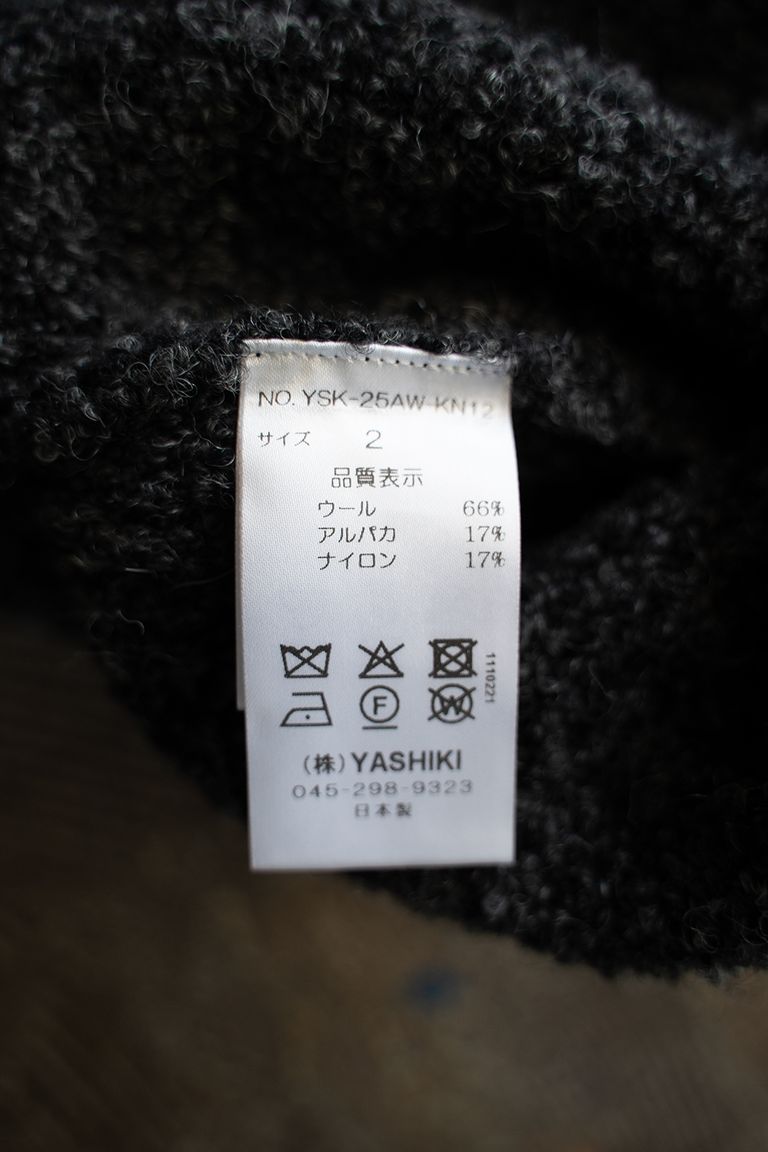 NO. YSK-25AW-KN12
サイズ 2
品質表示
ウール 66%
アルパカ 17%
ナイロン 17%
1110221
F
W
(株)YASHIKI
045-298-9323
日本製